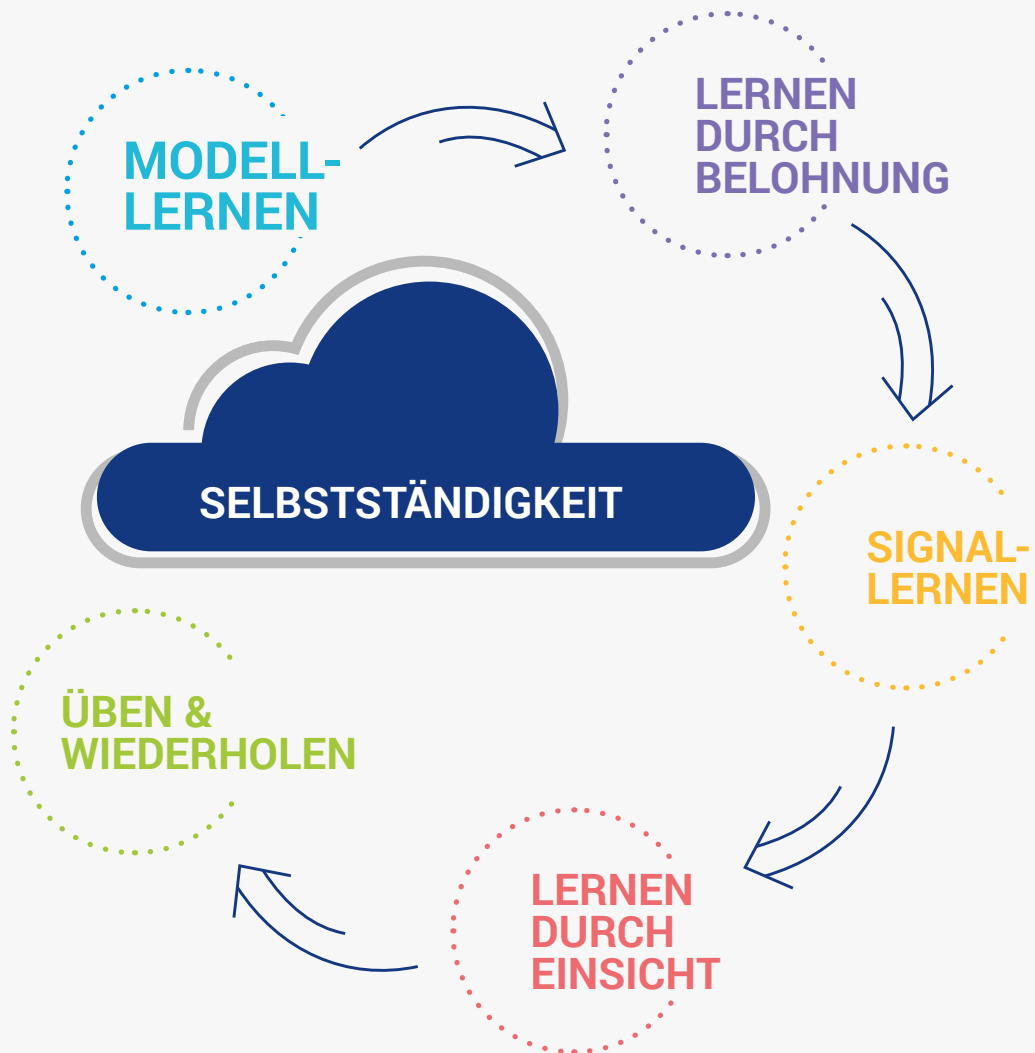 MODELL-
LERNEN
LERNEN
DURCH
BELOHNUNG
SIGNAL-
LERNEN
LERNEN
DURCH
EINSICHT
ÜBEN &
WIEDERHOLEN
SELBSTSTÄNDIGKEIT